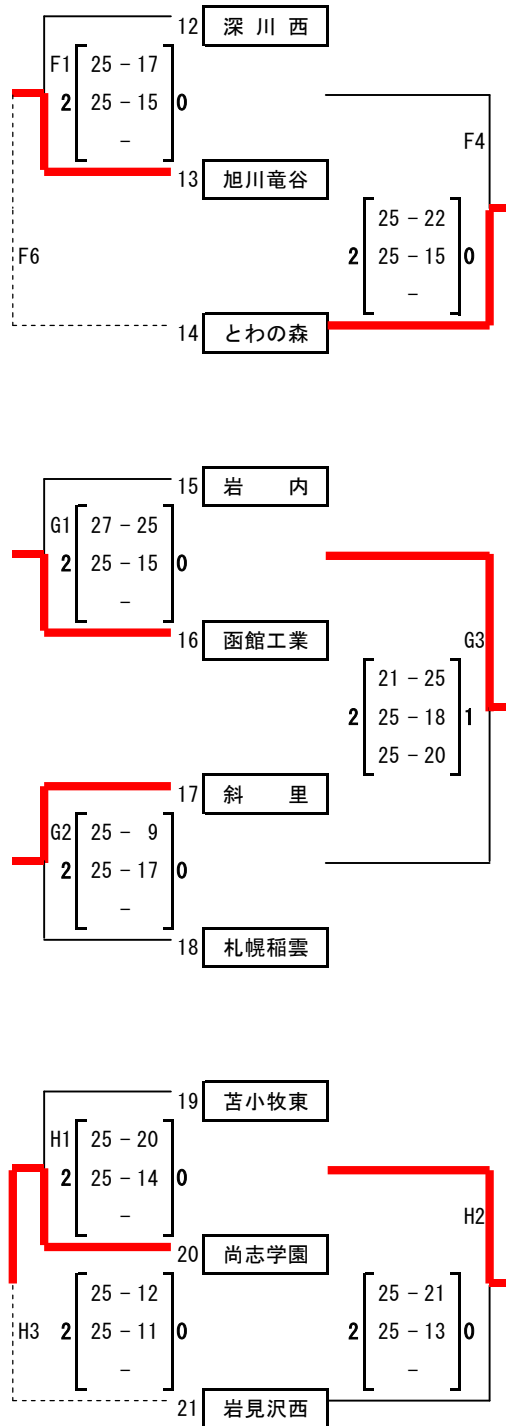 12 深川西
F1 25 - 17
2 25 - 15 0
-
F4
13 旭川竜谷
25 - 22
F6 2 25 - 15 0
-
14 とわの森
15 岩内
G1 27 - 25
2 25 - 15 0
-
16 函館工業
G3
21 - 25
2 25 - 18 1
25 - 20
17 斜里
G2 25 - 9
2 25 - 17 0
-
18 札幌稲雲
19 苫小牧東
H1 25 - 20
2 25 - 14 0
-
H2
20 尚志学園
25 - 12 25 - 21
H3 2 25 - 11 0 2 25 - 13 0
- -
21 岩見沢西